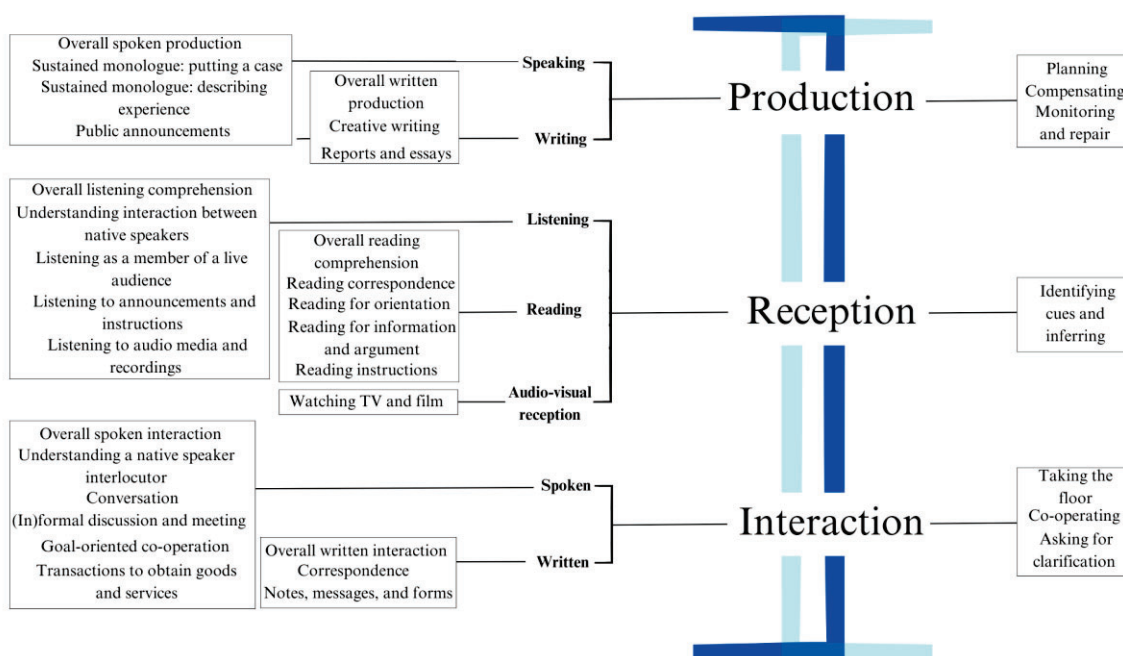 Overall spoken production
Sustained monologue: putting a case
Sustained monologue: describing
experience
Public announcements
Speaking
Overall written
production
Creative writing
Reports and essays
Writing
Production
Planning
Compensating
Monitoring
and repair
Overall listening comprehension
Understanding interaction between
native speakers
Listening as a member of a live
audience
Listening to announcements and
instructions
Listening to audio media and
recordings
Listening
Overall reading
comprehension
Reading correspondence
Reading for orientation
Reading for information
and argument
Reading instructions
Reading
Watching TV and film
Audio-visual
reception
Reception
Identifying
cues and
inferring
Overall spoken interaction
Understanding a native speaker
interlocutor
Conversation
(In)formal discussion and meeting
Goal-oriented co-operation
Transactions to obtain goods
and services
Spoken
Overall written interaction
Correspondence
Notes, messages, and forms
Written
Interaction
Taking the
floor
Co-operating
Asking for
clarification